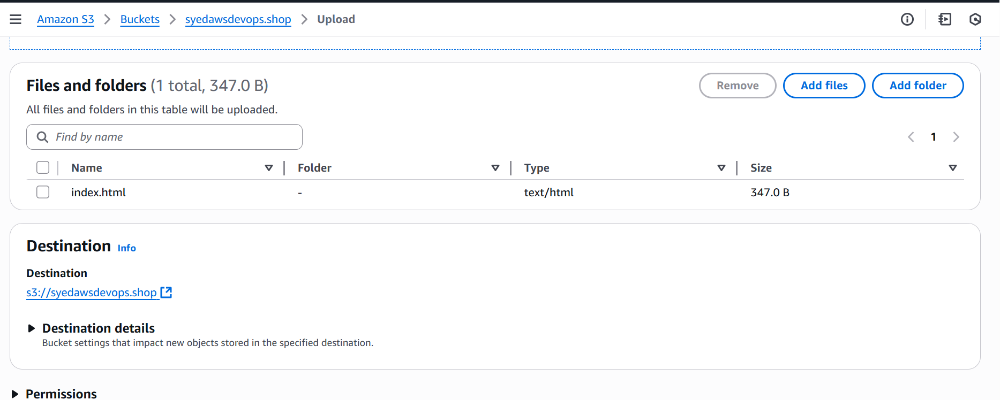 Amazon S3 > Buckets > syedawsdevops.shop > Upload
Files and folders (1 total, 347.0 B)
Remove
Add files
Add folder
All files and folders in this table will be uploaded.
Find by name
1
Name Folder Type Size
index.html - text/html 347.0 B
Destination Info
Destination
s3://syedawsdevops.shop
Destination details
Bucket settings that impact new objects stored in the specified destination.
Permissions